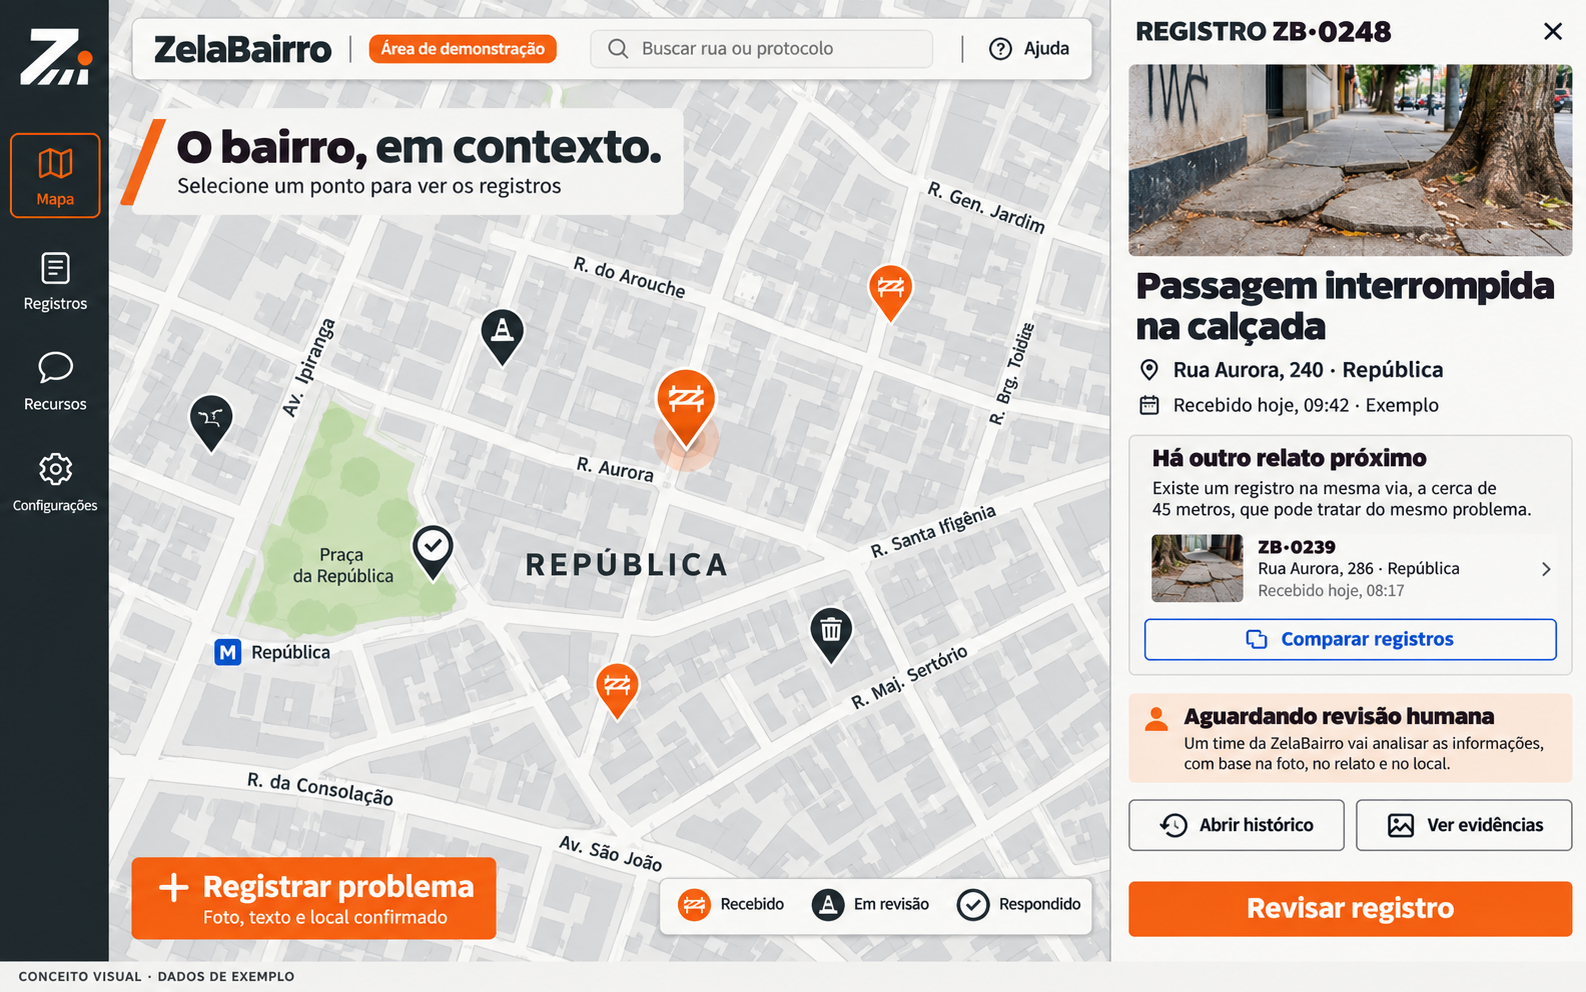 Mapa
Registros
Recursos
Configurações
ZelaBairro
Área de demonstração
Buscar rua ou protocolo
Ajuda
O bairro, em contexto.
Selecione um ponto para ver os registros
R. Gen. Jardim
R. do Arouche
Av. Ipiranga
R. Brg. Toidine
R. Aurora
R. Santa Ifigênia
Praça
da República
REPÚBLICA
M República
R. Maj. Sertório
R. da Consolação
Av. São João
+ Registrar problema
Foto, texto e local confirmado
Recebido
Em revisão
Respondido
REGISTRO ZB·0248
Passagem interrompida
na calçada
Rua Aurora, 240 · República
Recebido hoje, 09:42 · Exemplo
Há outro relato próximo
Existe um registro na mesma via, a cerca de
45 metros, que pode tratar do mesmo problema.
ZB·0239
Rua Aurora, 286 · República
Recebido hoje, 08:17
Comparar registros
Aguardando revisão humana
Um time da ZelaBairro vai analisar as informações,
com base na foto, no relato e no local.
Abrir histórico
Ver evidências
Revisar registro
CONCEITO VISUAL · DADOS DE EXEMPLO